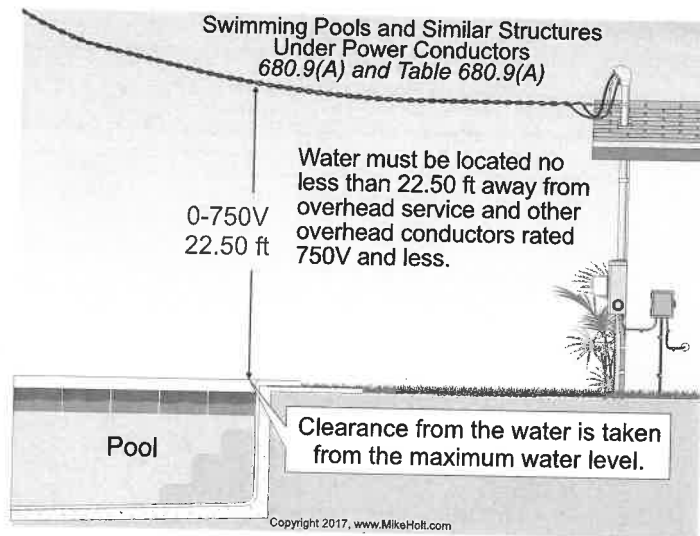 Swimming Pools and Similar Structures
Under Power Conductors
680.9(A) and Table 680.9(A)
Water must be located no
less than 22.50 ft away from
overhead service and other
overhead conductors rated
750V and less.
0-750V
22.50 ft
Clearance from the water is taken
from the maximum water level.
Pool
Copyright 2017, www.MikeHolt.com